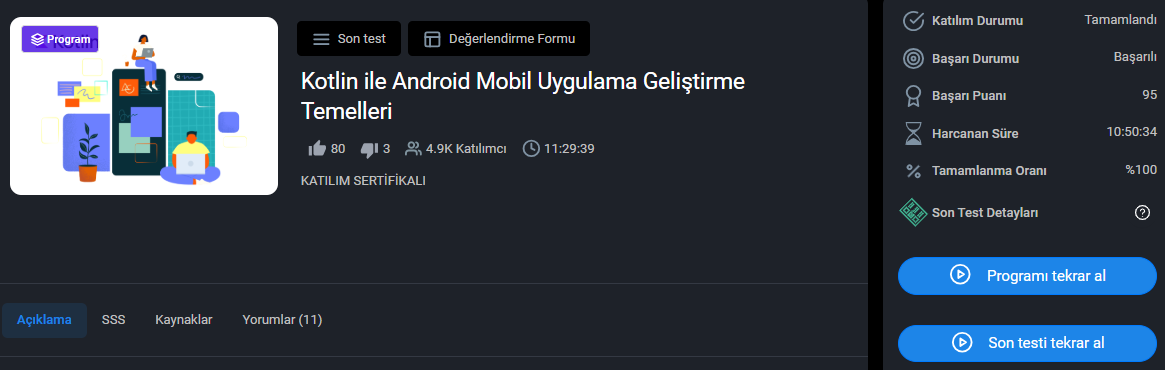 Program
Kotlin
Son test
Değerlendirme Formu
Kotlin ile Android Mobil Uygulama Geliştirme
Temelleri
80
3
4.9K Katılımcı
11:29:39
KATILIM SERTİFİKALI
Açıklama
SSS
Kaynaklar
Yorumlar (11)
Katılım Durumu
Tamamlandı
Başarı Durumu
Başarılı
Başarı Puanı
95
Harcanan Süre
10:50:34
Tamamlanma Oranı
%100
Son Test Detayları
?
Programı tekrar al
Son testi tekrar al